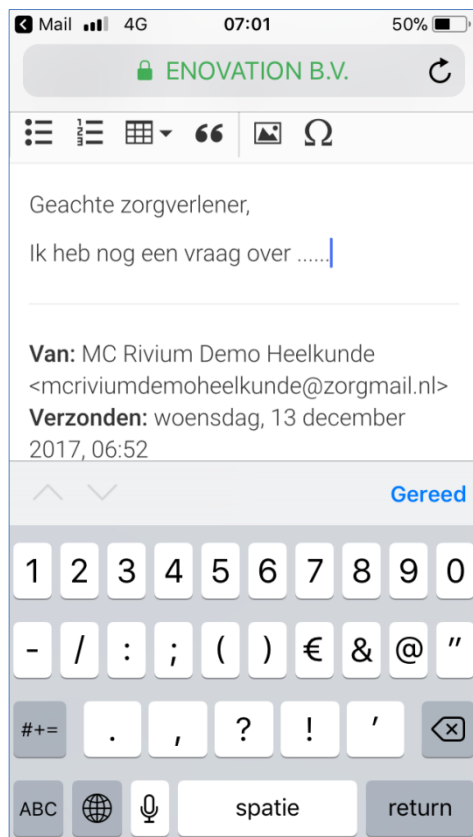 Mail 4G 07:01 50%
ENOVATION B.V.
Geachte zorgverlener,
Ik heb nog een vraag over ......
Van: MC Rivium Demo Heelkunde
<mcriviumdemoheelkunde@zorgmail.nl>
Verzonden: woensdag, 13 december
2017, 06:52
Gereed
1 2 3 4 5 6 7 8 9 0
- / : ; ( ) € & @ "
#+= . , ? ! '
ABC spatie return